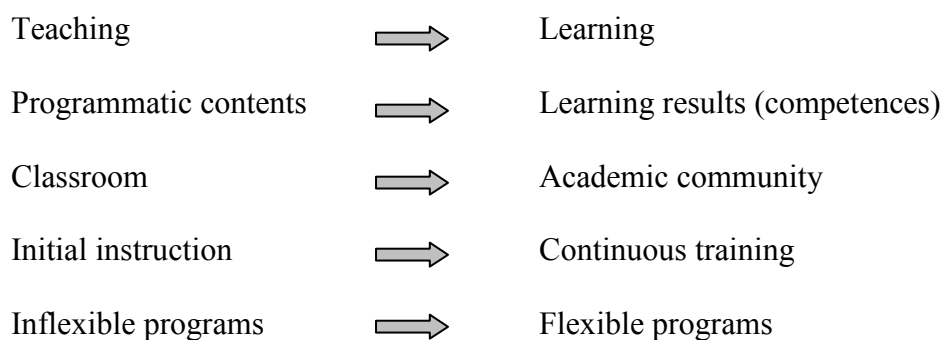 Teaching Learning
Programmatic contents Learning results (competences)
Classroom Academic community
Initial instruction Continuous training
Inflexible programs Flexible programs